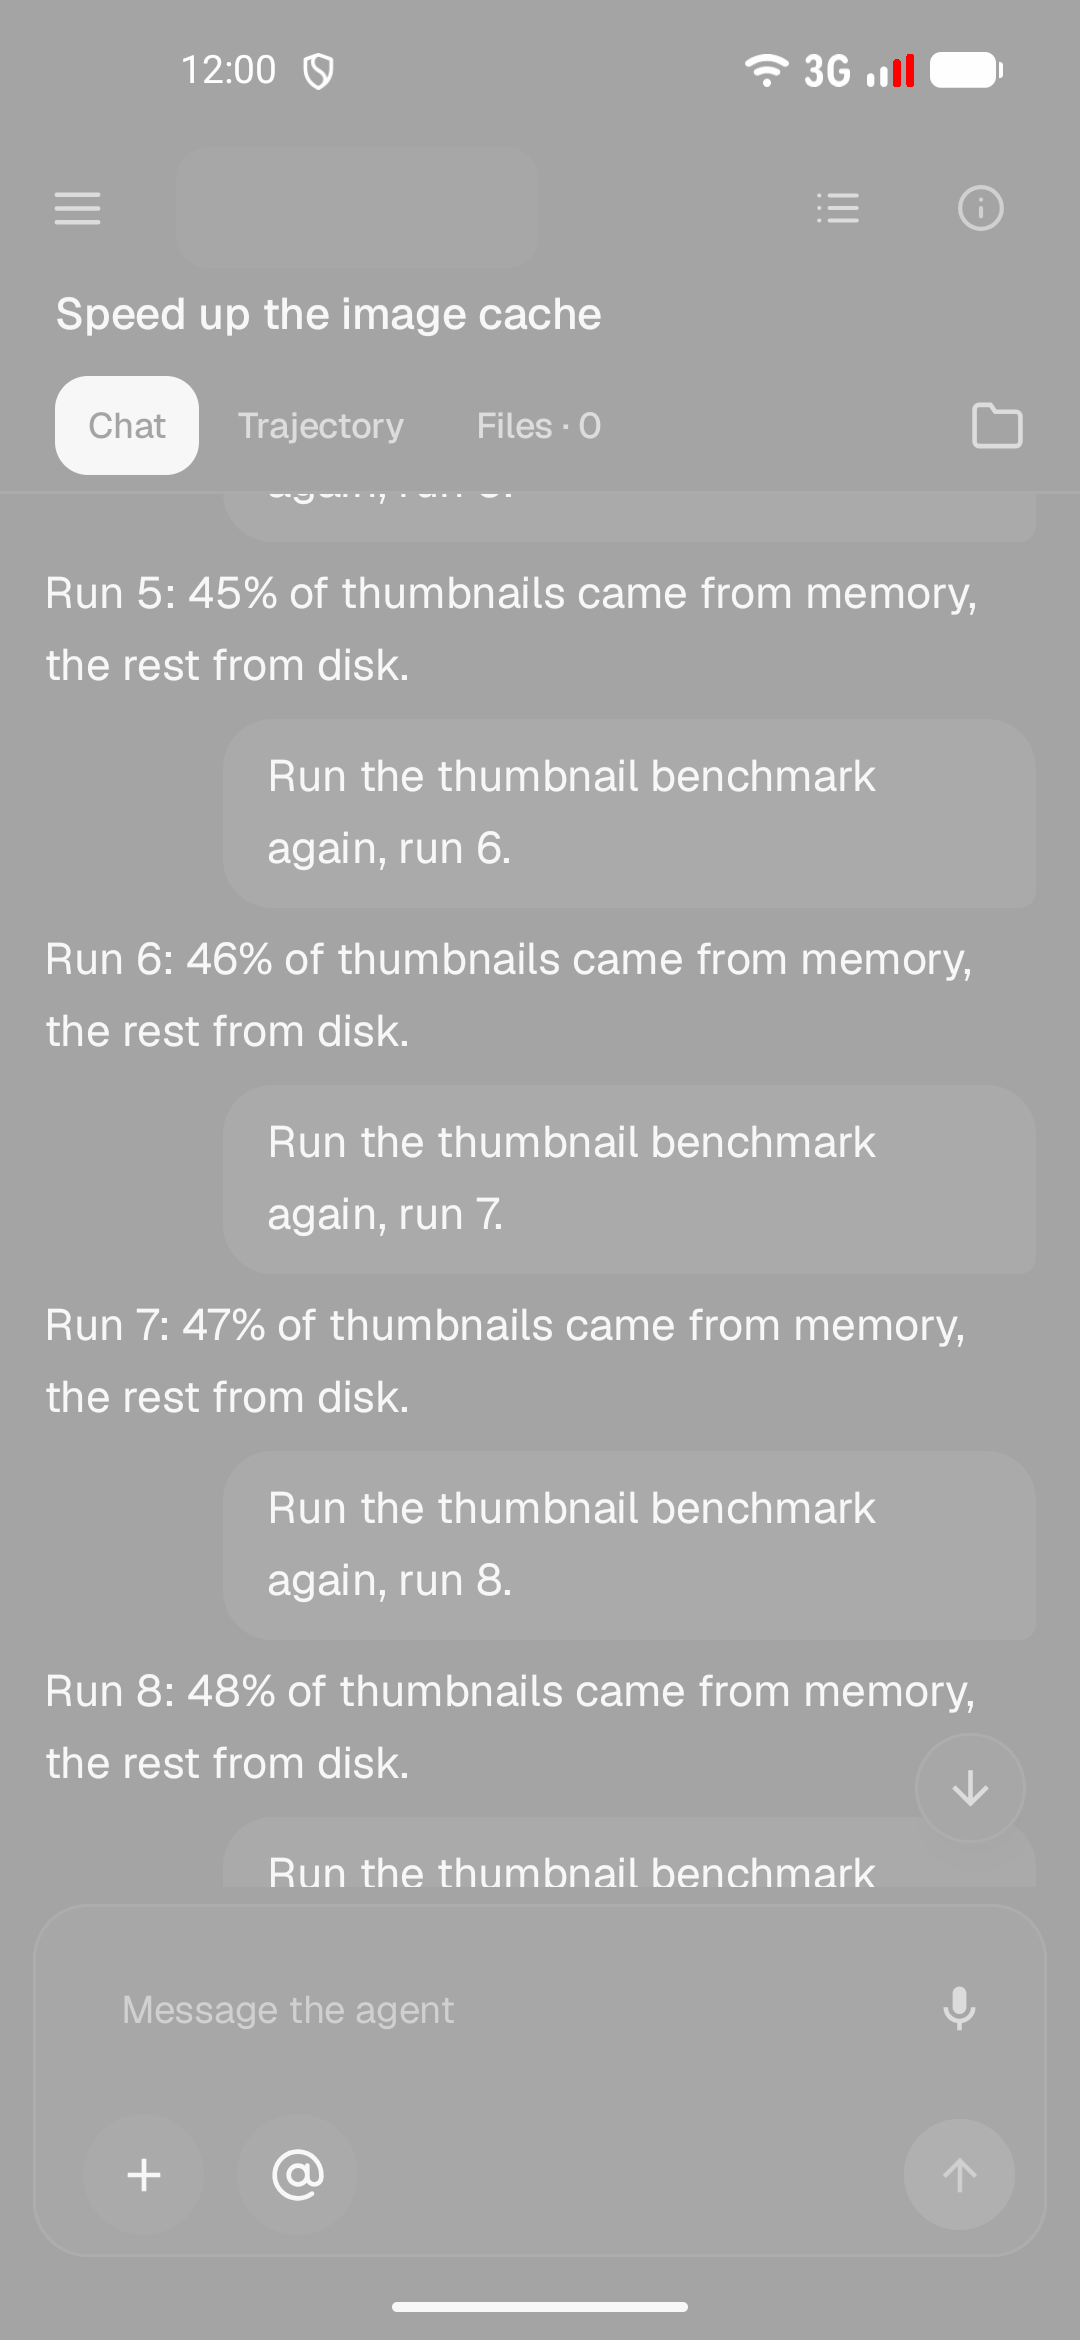 12:00
3G
Speed up the image cache
Chat
Trajectory
Files · 0
again, run 5.
Run 5: 45% of thumbnails came from memory,
the rest from disk.
Run the thumbnail benchmark
again, run 6.
Run 6: 46% of thumbnails came from memory,
the rest from disk.
Run the thumbnail benchmark
again, run 7.
Run 7: 47% of thumbnails came from memory,
the rest from disk.
Run the thumbnail benchmark
again, run 8.
Run 8: 48% of thumbnails came from memory,
the rest from disk.
Run the thumbnail benchmark
Message the agent